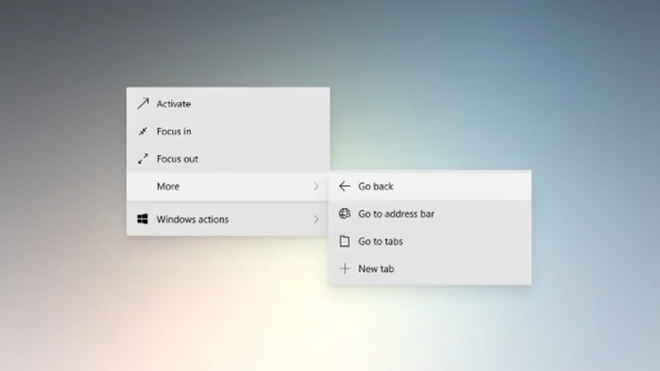 Activate
Focus in
Focus out
More
Windows actions
Go back
Go to address bar
Go to tabs
New tab